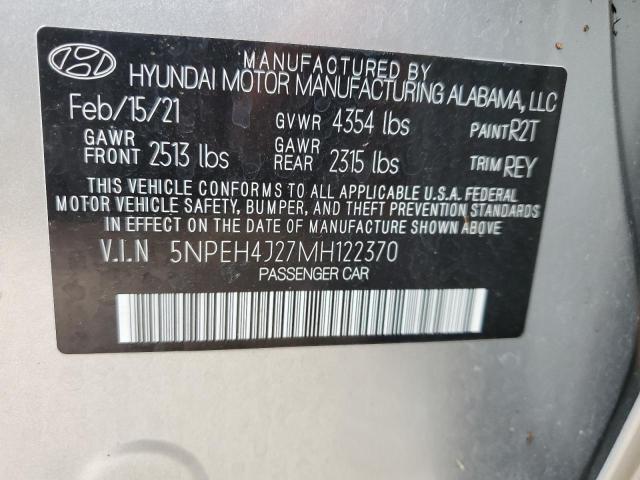 MANUFACTURED BY
HYUNDAI MOTOR MANUFACTURING ALABAMA, LLC
Feb/15/21 GVWR 4354 lbs PAINT R2T
GAWR FRONT 2513 lbs GAWR REAR 2315 lbs TRIM REY
THIS VEHICLE CONFORMS TO ALL APPLICABLE U.S.A. FEDERAL
MOTOR VEHICLE SAFETY, BUMPER, AND THEFT PREVENTION STANDARDS
IN EFFECT ON THE DATE OF MANUFACTURE SHOWN ABOVE
V.I.N 5NPEH4J27MH122370
PASSENGER CAR